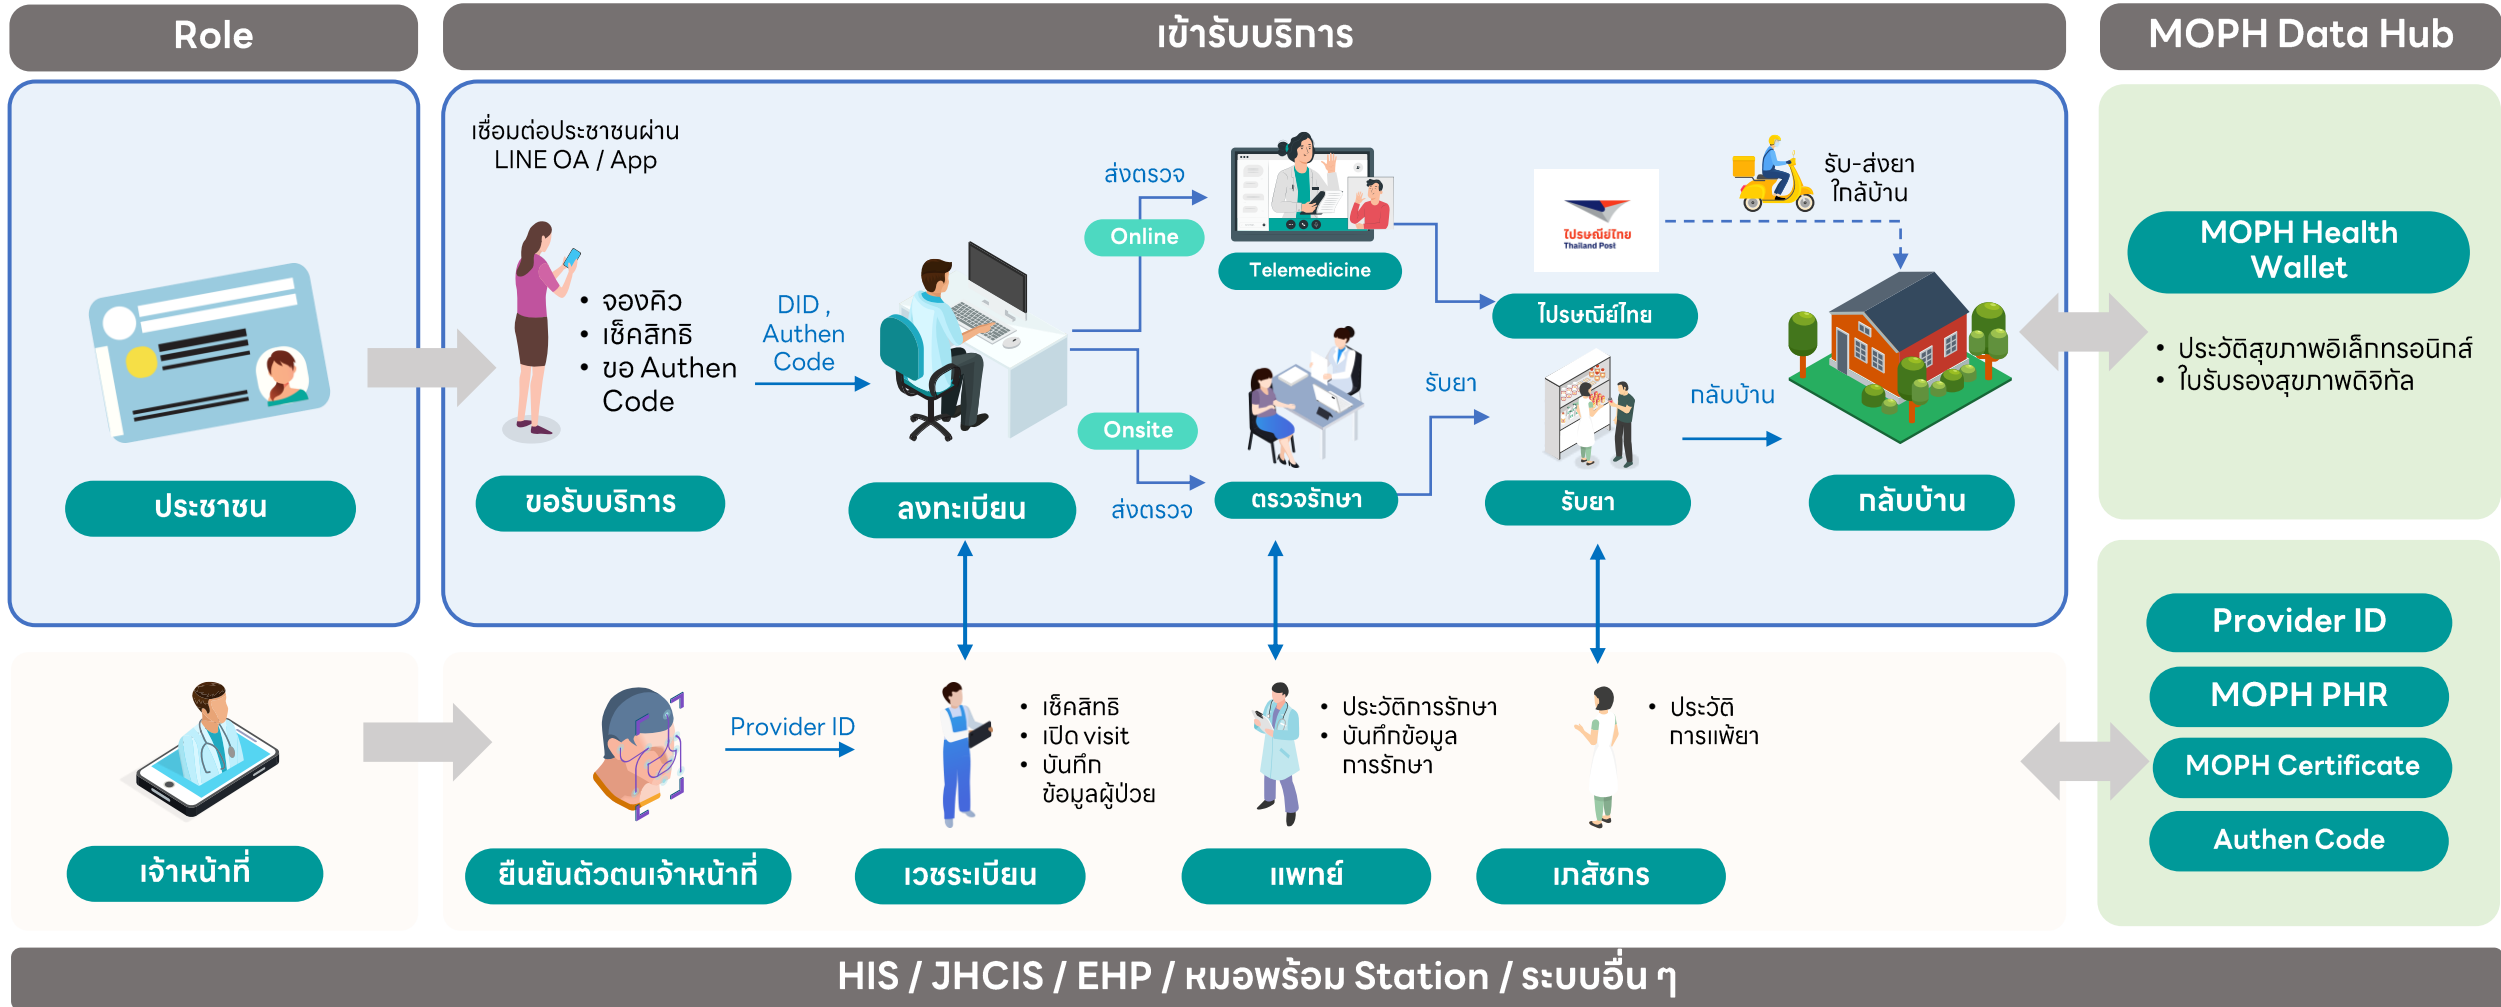 Role
เข้ารับบริการ
MOPH Data Hub
เชื่อมต่อประชาชนผ่าน
LINE OA / App
• จองคิว
• เช็คสิทธิ
• ขอ Authen
Code
ประชาชน
ขอรับบริการ
DID ,
Authen
Code
ลงทะเบียน
ส่งตรวจ
Online
Telemedicine
Onsite
ส่งตรวจ
ตรวจรักษา
ไปรษณีย์ไทย
Thailand Post
ไปรษณีย์ไทย
รับยา
รับยา
รับ-ส่งยา
ใกล้บ้าน
กลับบ้าน
กลับบ้าน
MOPH Health
Wallet
• ประวัติสุขภาพอิเล็กทรอนิกส์
• ใบรับรองสุขภาพดิจิทัล
เจ้าหน้าที่
ยืนยันตัวตนเจ้าหน้าที่
Provider ID
• เช็คสิทธิ
• เปิด visit
• บันทึก
ข้อมูลผู้ป่วย
เวชระเบียน
• ประวัติการรักษา
• บันทึกข้อมูล
การรักษา
แพทย์
• ประวัติ
การแพ้ยา
เภสัชกร
Provider ID
MOPH PHR
MOPH Certificate
Authen Code
HIS / JHCIS / EHP / หมอพร้อม Station / ระบบอื่น ๆ